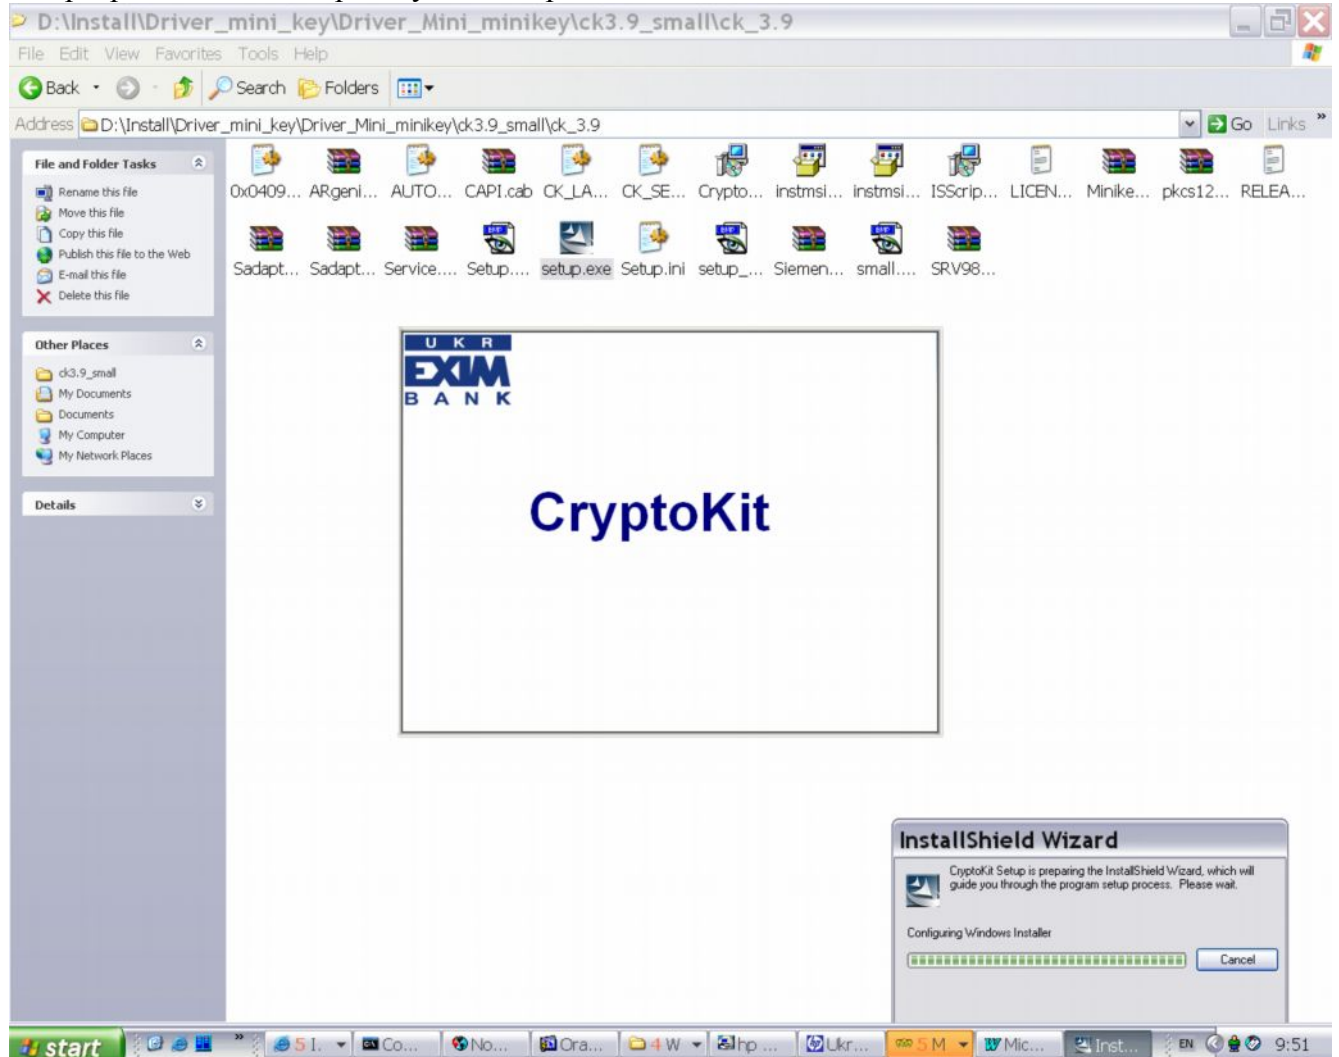 D:\Install\Driver_mini_key\Driver_Mini_minikey\ck3.9_small\ck_3.9
File Edit View Favorites Tools Help
Back Search Folders
Address D:\Install\Driver_mini_key\Driver_Mini_minikey\ck3.9_small\ck_3.9 Go Links »
File and Folder Tasks
Rename this file
Move this file
Copy this file
Publish this file to the Web
E-mail this file
Delete this file
Other Places
ck3.9_small
My Documents
Documents
My Computer
My Network Places
Details
0x0409... ARgeni... AUTO... CAPI.cab CK_LA... CK_SE... Crypto... instmsi... instmsi... ISScrip... LICEN... Minike... pkcs12... RELEA...
Sadapt... Sadapt... Service.... Setup.... setup.exe Setup.ini setup_... Siemen... small.... SRV98...
UKR
EXIM
BANK
CryptoKit
InstallShield Wizard
CryptoKit Setup is preparing the InstallShield Wizard, which will
guide you through the program setup process. Please wait.
Configuring Windows Installer
Cancel
start » 5 I. Co... No... Ora... 4 W hp ... Ukr... 5 M Mic... Inst... EN 9:51